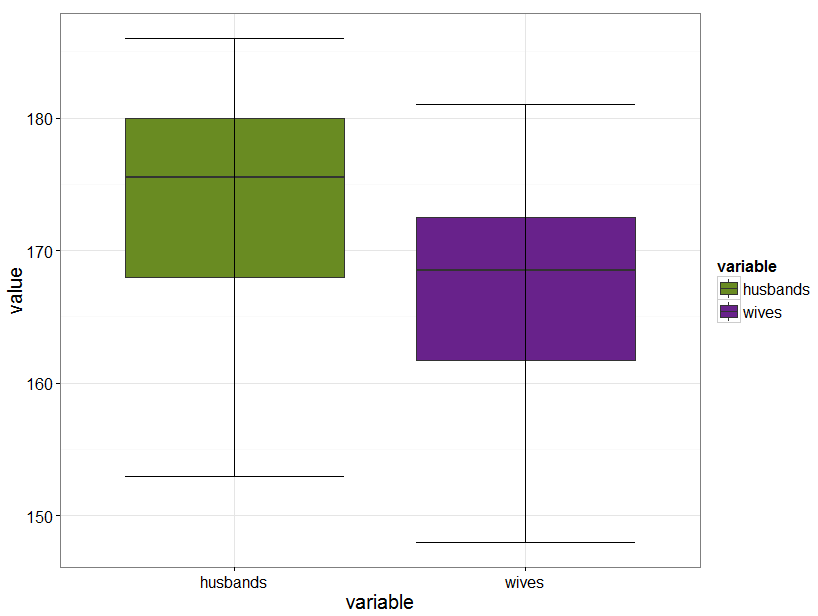 180
170
160
150
value
husbands
wives
variable
variable
husbands
wives